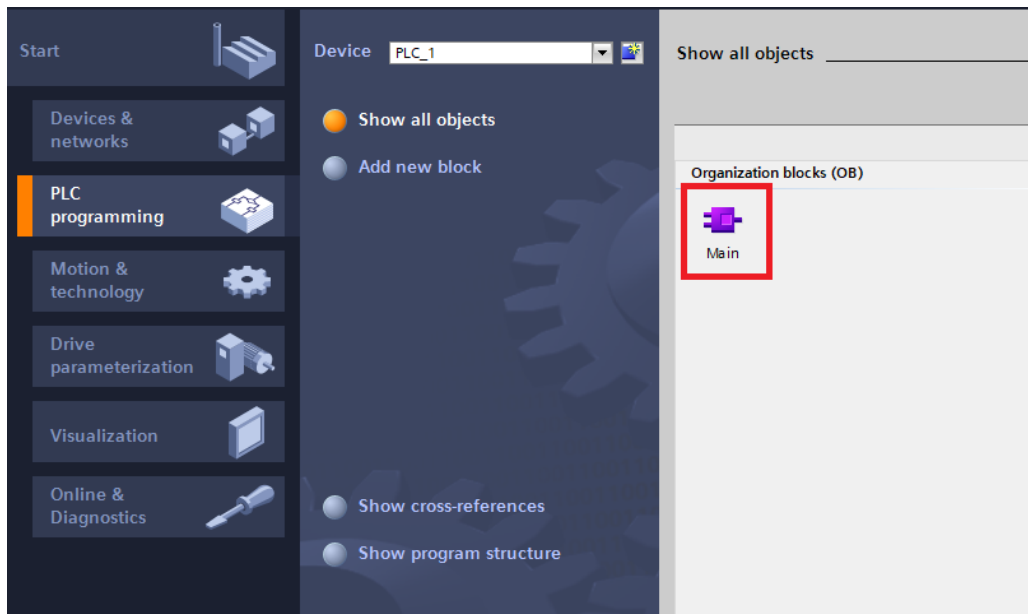 Start
Devices &
networks
PLC
programming
Motion &
technology
Drive
parameterization
Visualization
Online &
Diagnostics
Device PLC_1
Show all objects
Add new block
Show cross-references
Show program structure
Show all objects
Organization blocks (OB)
Main